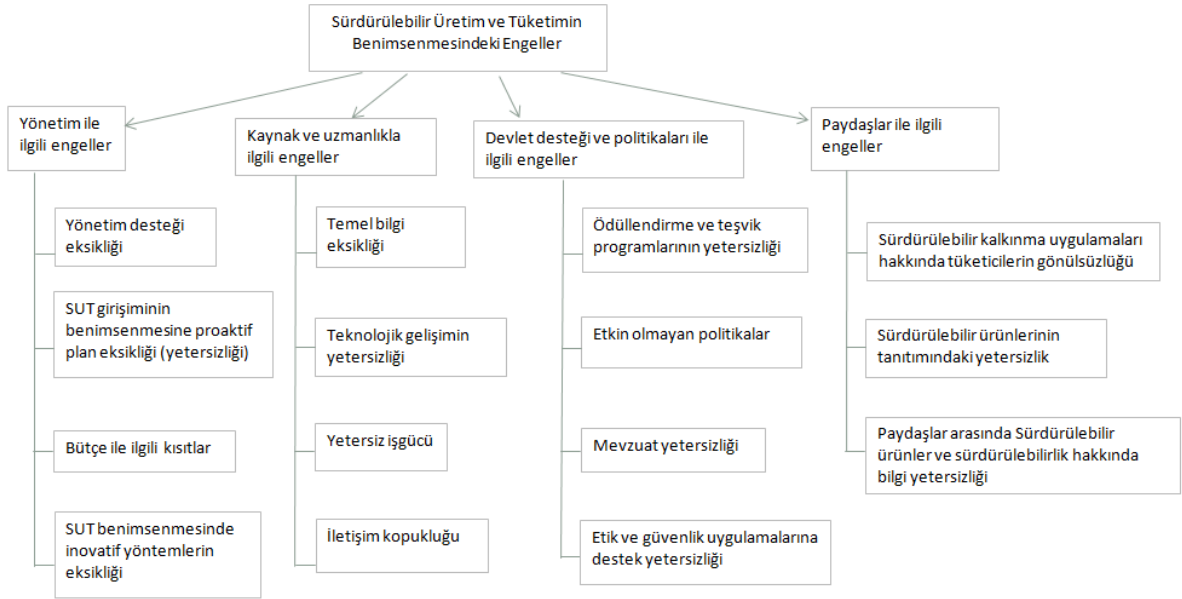 Sürdürülebilir Üretim ve Tüketimin
Benimsenmesindeki Engeller
Yönetim ile
ilgili engeller
Yönetim desteği
eksikliği
SUT girişiminin
benimsenmesine proaktif
plan eksikliği (yetersizliği)
Bütçe ile ilgili kısıtlar
SUT benimsenmesinde
inovatif yöntemlerin
eksikliği
Kaynak ve uzmanlıkla
ilgili engeller
Temel bilgi
eksikliği
Teknolojik gelişimin
yetersizliği
Yetersiz işgücü
İletişim kopukluğu
Devlet desteği ve politikaları ile
ilgili engeller
Ödüllendirme ve teşvik
programlarının yetersizliği
Etkin olmayan politikalar
Mevzuat yetersizliği
Etik ve güvenlik uygulamalarına
destek yetersizliği
Paydaşlar ile ilgili
engeller
Sürdürülebilir kalkınma uygulamaları
hakkında tüketicilerin gönülsüzlüğü
Sürdürülebilir ürünlerinin
tanıtımındaki yetersizlik
Paydaşlar arasında Sürdürülebilir
ürünler ve sürdürülebilirlik hakkında
bilgi yetersizliği